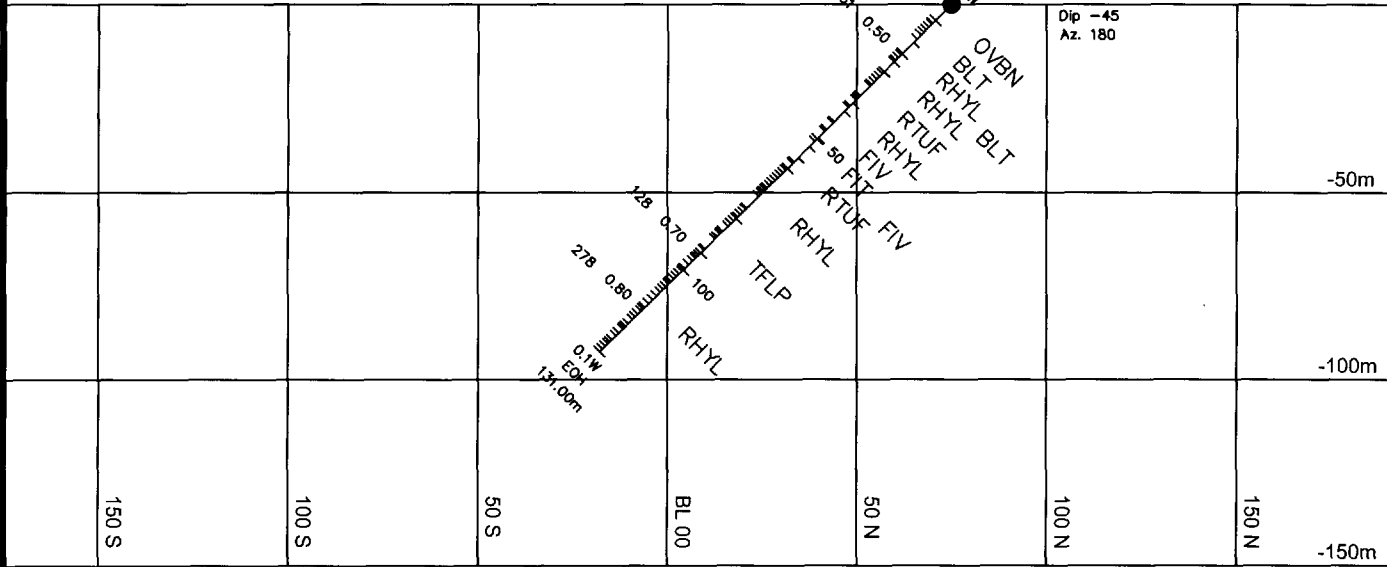 Dip -45
Az. 180
0.50
OVBN
BLT
RHYL
RHYL BLT
RTUF
RHYL
FIV
50 FIT
RTUF FIV
RHYL
TFLP
RHYL
-50m
128 0.70
278 0.80
100
0.1W
EOH
131.00m
-100m
150 S
100 S
50 S
BL 00
50 N
100 N
150 N
-150m